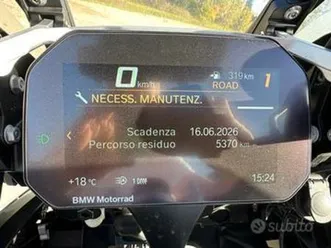 0 km/h 319 km 1
ROAD
NECESS. MANUTENZ.
Scadenza 16.06.2026
Percorso residuo 5370 km
+18°C 1 15:24
BMW Motorrad
subito